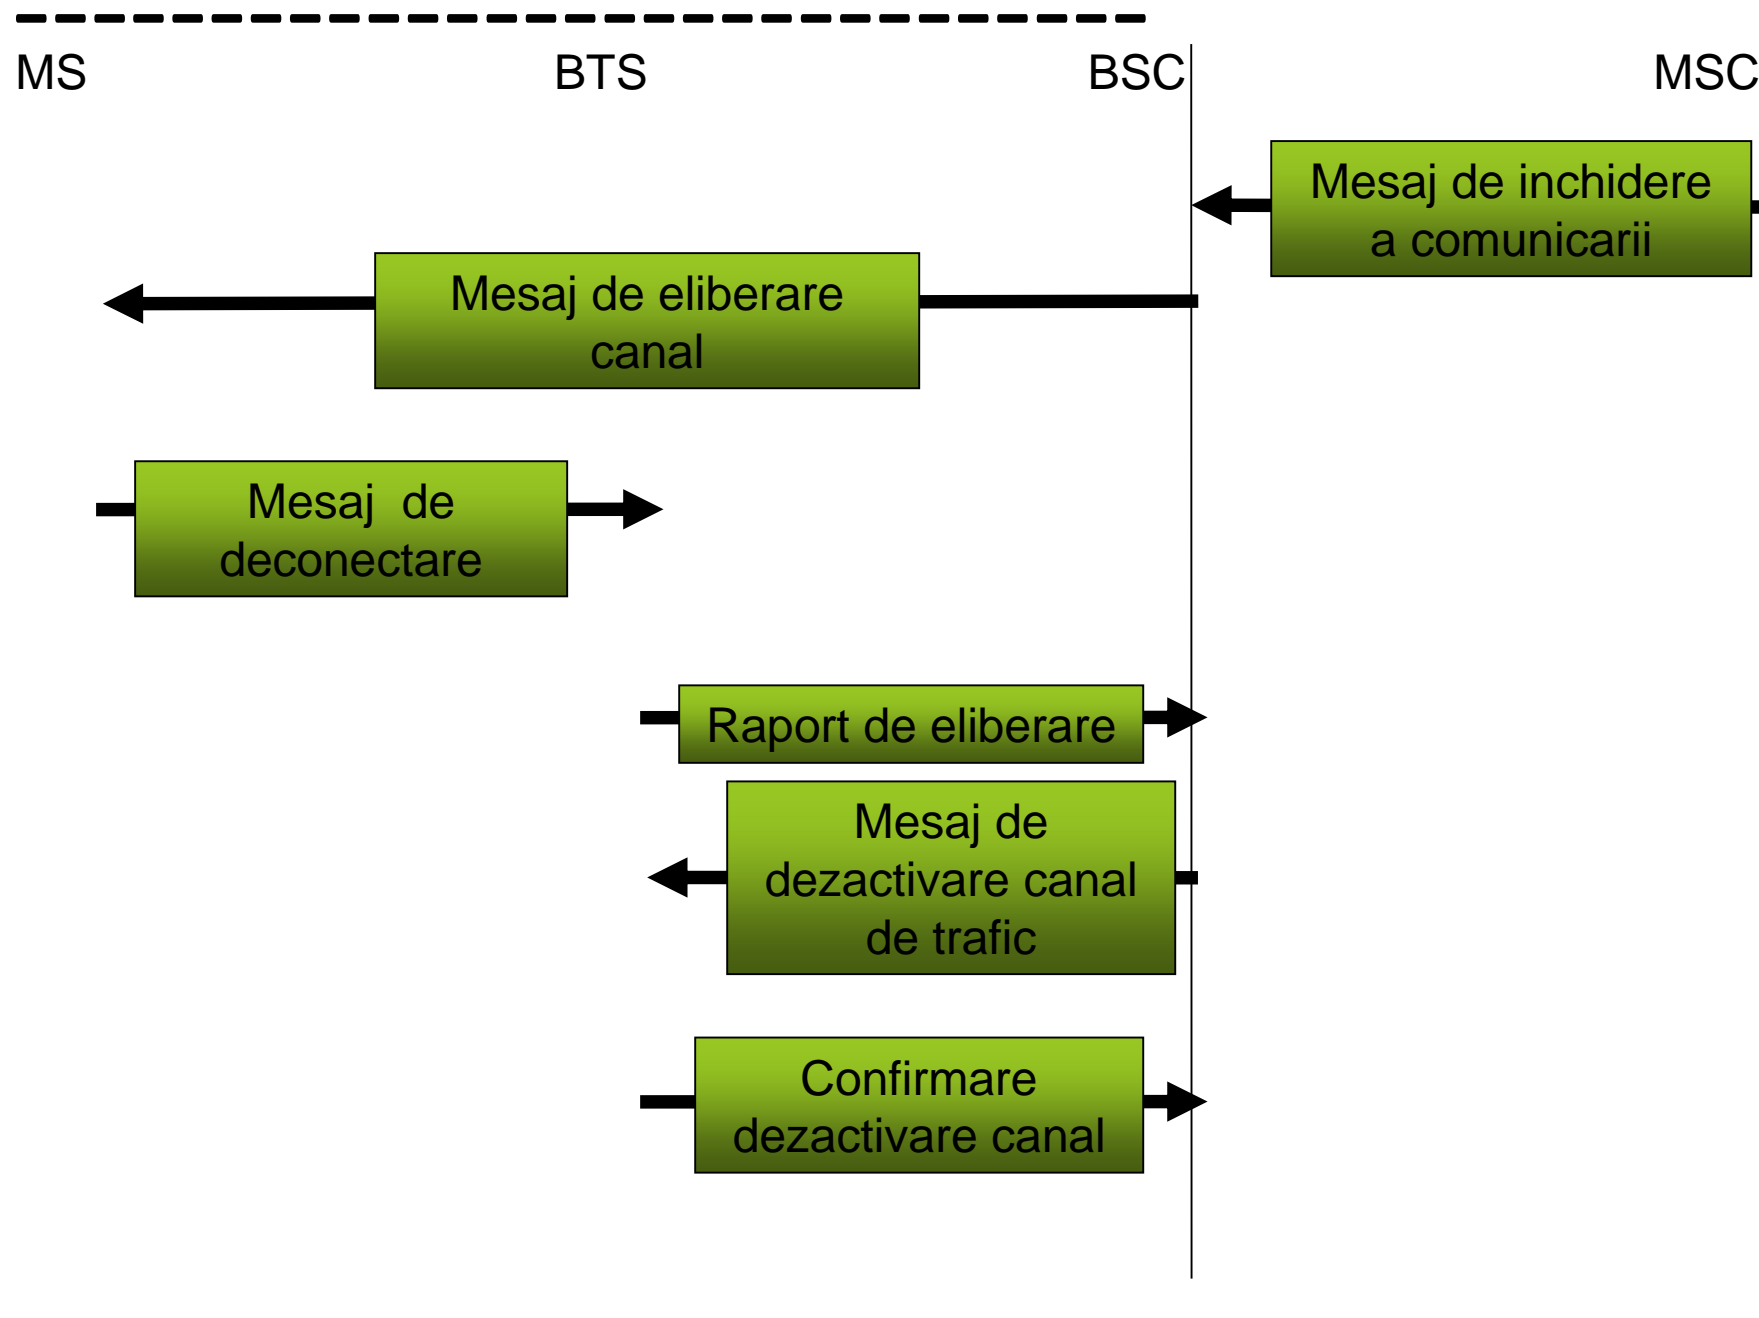 MS BTS BSC MSC
Mesaj de inchidere
a comunicarii
Mesaj de eliberare
canal
Mesaj de
deconectare
Raport de eliberare
Mesaj de
dezactivare canal
de trafic
Confirmare
dezactivare canal